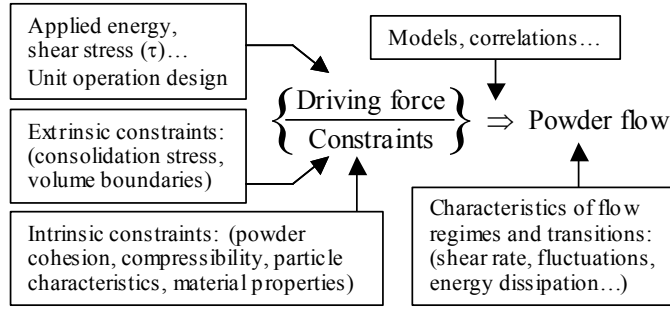 Applied energy,
shear stress (τ)…
Unit operation design
Models, correlations…
{Driving force / Constraints} ⇒ Powder flow
Extrinsic constraints:
(consolidation stress,
volume boundaries)
Intrinsic constraints: (powder
cohesion, compressibility, particle
characteristics, material properties)
Characteristics of flow
regimes and transitions:
(shear rate, fluctuations,
energy dissipation…)